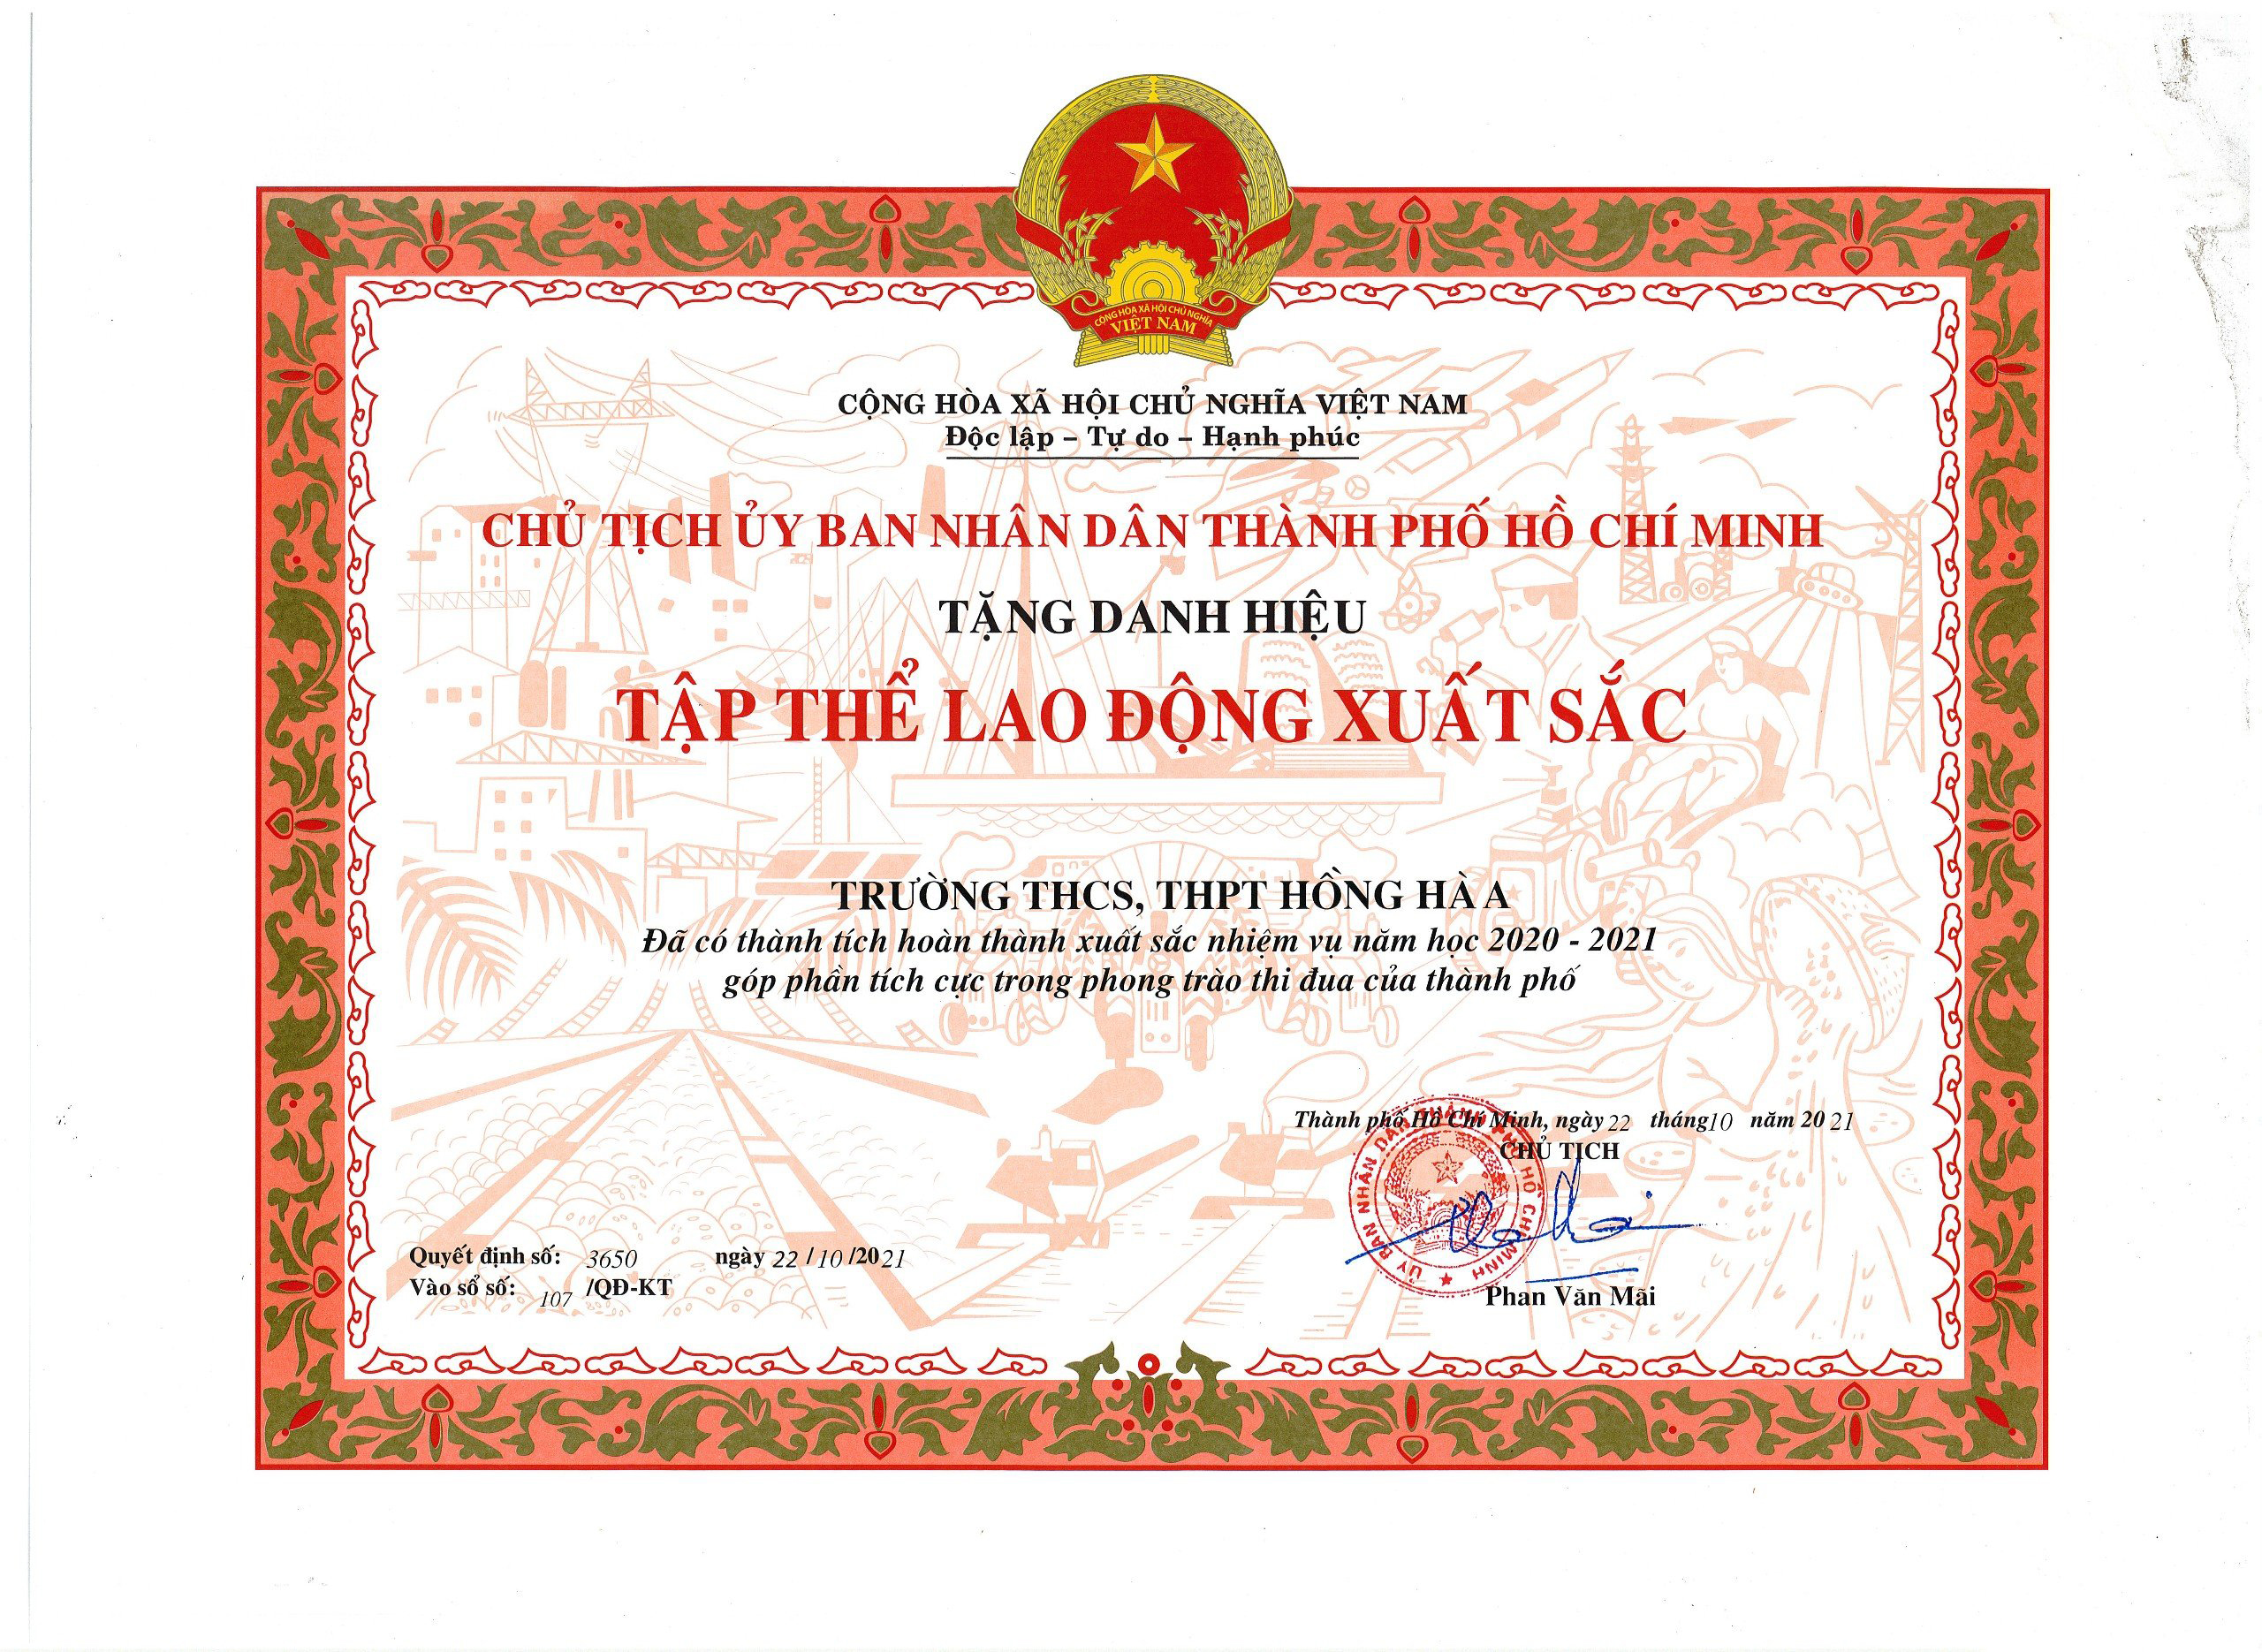 CỘNG HÒA XÃ HỘI CHỦ NGHĨA
VIỆT NAM
CỘNG HÒA XÃ HỘI CHỦ NGHĨA VIỆT NAM
Độc lập – Tự do – Hạnh phúc
CHỦ TỊCH ỦY BAN NHÂN DÂN THÀNH PHỐ HỒ CHÍ MINH
TẶNG DANH HIỆU
TẬP THỂ LAO ĐỘNG XUẤT SẮC
TRƯỜNG THCS, THPT HỒNG HÀ A
Đã có thành tích hoàn thành xuất sắc nhiệm vụ năm học 2020 - 2021
góp phần tích cực trong phong trào thi đua của thành phố
Thành phố Hồ Chí Minh, ngày 22 tháng 10 năm 2021
CHỦ TỊCH
ỦY BAN NHÂN DÂN THÀNH PHỐ HỒ CHÍ MINH
Phan Văn Mãi
Quyết định số: 3650 ngày 22 / 10 /2021
Vào sổ số: 107 /QĐ-KT